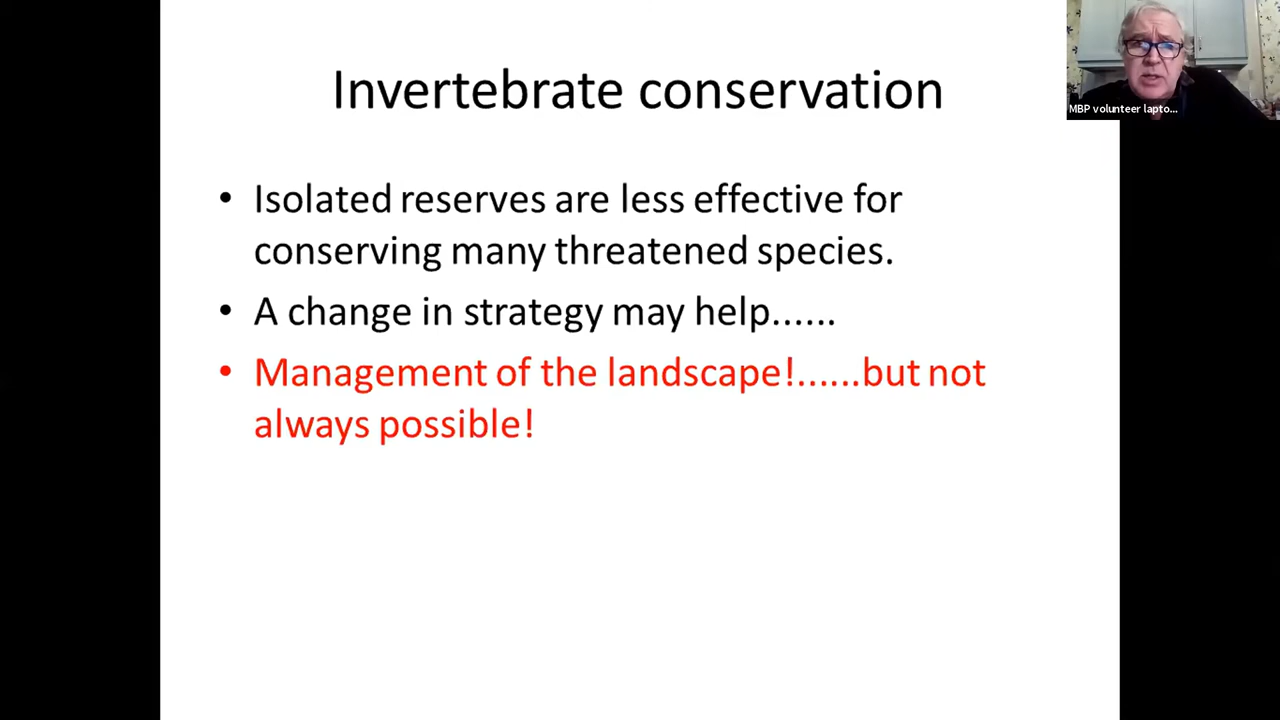 Invertebrate conservation
MBP volunteer lapto...
• Isolated reserves are less effective for
conserving many threatened species.
• A change in strategy may help......
• Management of the landscape!......but not
always possible!